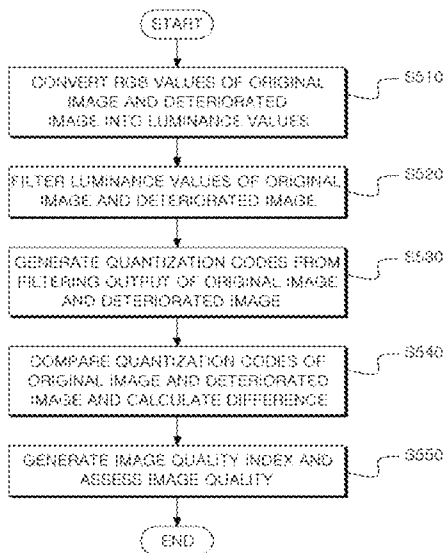 START
CONVERT RGB VALUES OF ORIGINAL
IMAGE AND DETERIORATED
IMAGE INTO LUMINANCE VALUES
S510
FILTER LUMINANCE VALUES OF ORIGINAL
IMAGE AND DETERIORATED IMAGE
S520
GENERATE QUANTIZATION CODES FROM
FILTERING OUTPUT OF ORIGINAL IMAGE
AND DETERIORATED IMAGE
S530
COMPARE QUANTIZATION CODES OF
ORIGINAL IMAGE AND DETERIORATED
IMAGE AND CALCULATE DIFFERENCE
S540
GENERATE IMAGE QUALITY INDEX AND
ASSESS IMAGE QUALITY
S550
END